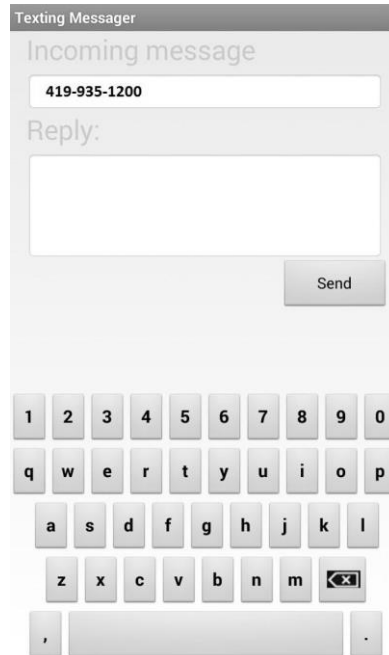 Texting Messager
Incoming message
419-935-1200
Reply:
Send
1 2 3 4 5 6 7 8 9 0
q w e r t y u i o p
a s d f g h j k l
z x c v b n m
, .